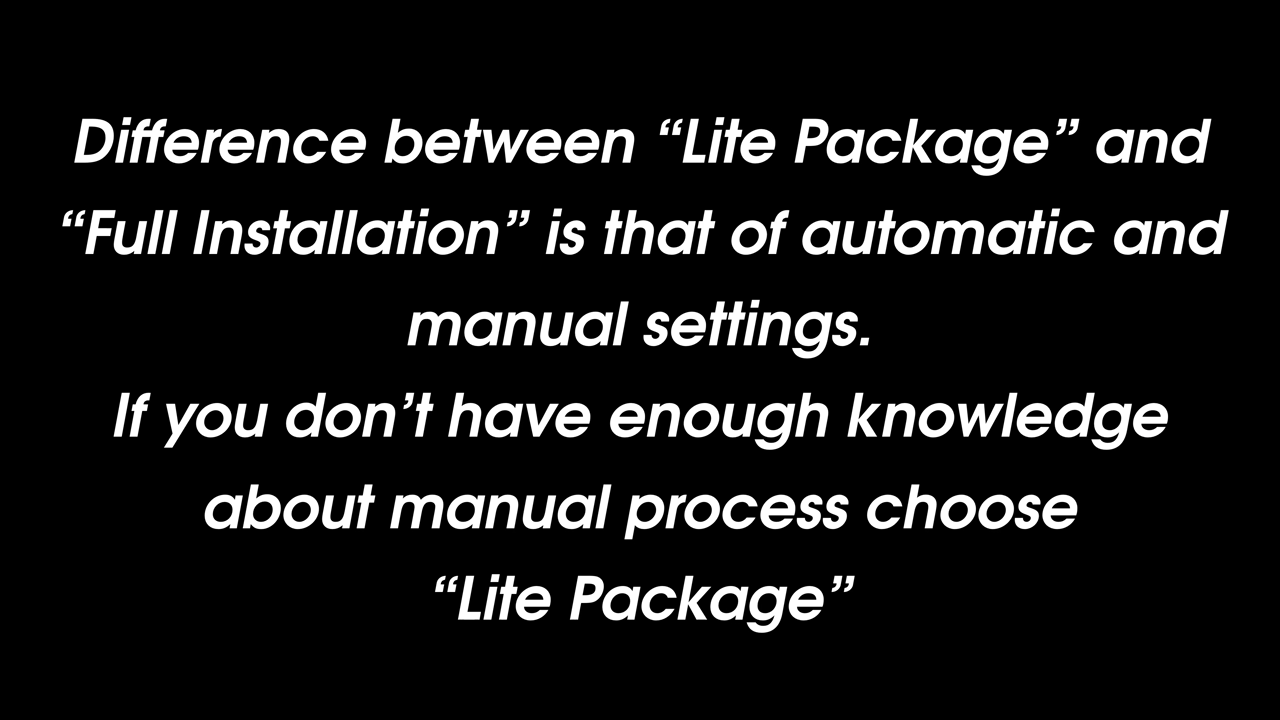 Difference between “Lite Package” and
“Full Installation” is that of automatic and
manual settings.
If you don’t have enough knowledge
about manual process choose
“Lite Package”